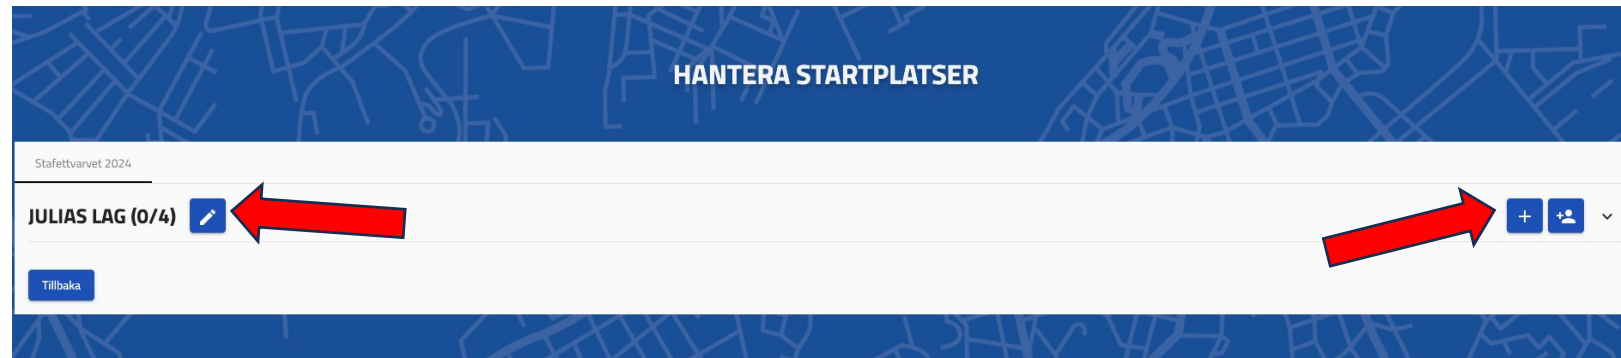 HANTERA STARTPLATSER
Stafettvarvet 2024
JULIAS LAG (0/4)
Tillbaka